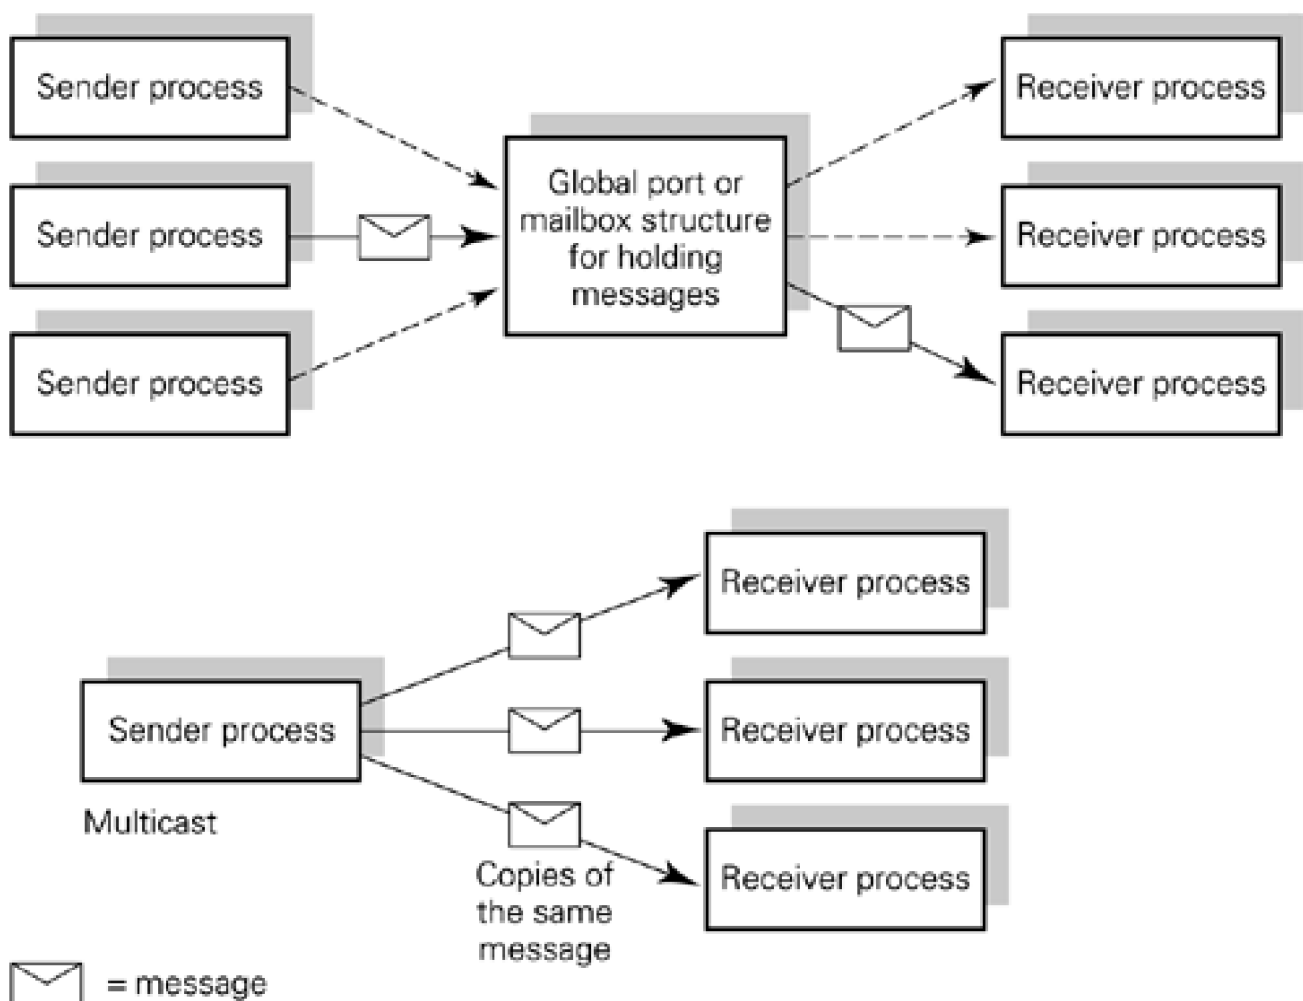 Sender process
Receiver process
Global port or
mailbox structure
for holding
messages
Sender process
Receiver process
Sender process
Receiver process
Receiver process
Sender process
Receiver process
Multicast
Receiver process
Copies of
the same
message
= message